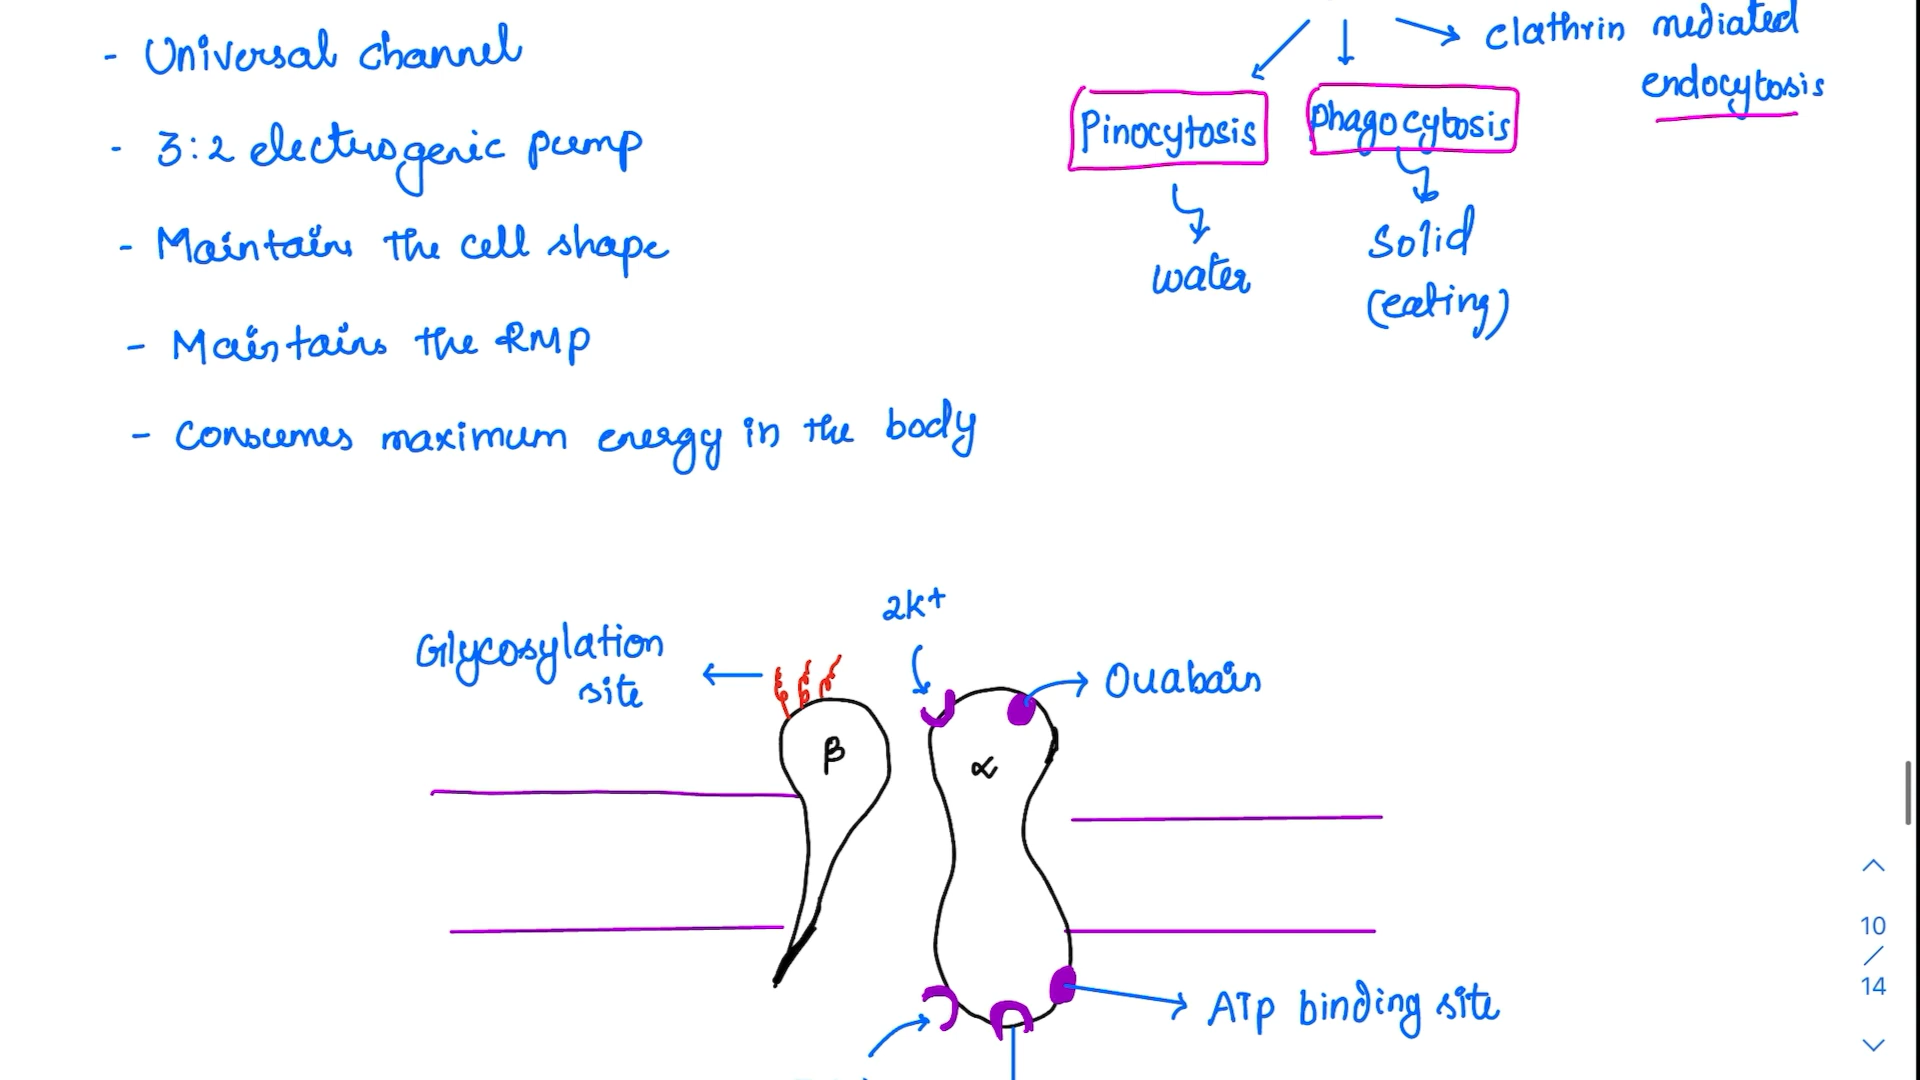 - Universal channel
- 3:2 electrogenic pump
- Maintains the cell shape
- Maintains the RMP
- Consumes maximum energy in the body
clathrin mediated
endocytosis
Pinocytosis
Phagocytosis
water
Solid
(eating)
Glycosylation
site
2K+
Ouabain
β
α
ATP binding site
10
/
14